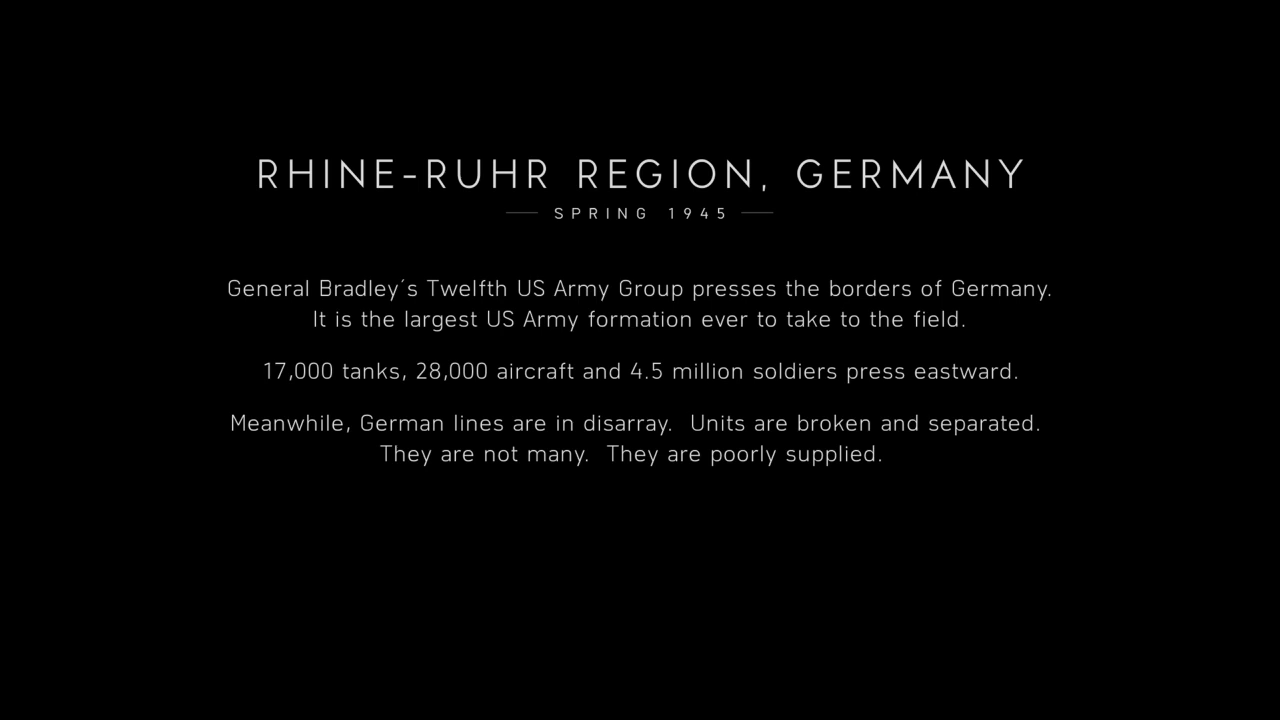 RHINE-RUHR REGION, GERMANY
SPRING 1945
General Bradley´s Twelfth US Army Group presses the borders of Germany.
It is the largest US Army formation ever to take to the field.
17,000 tanks, 28,000 aircraft and 4.5 million soldiers press eastward.
Meanwhile, German lines are in disarray.  Units are broken and separated.
They are not many.  They are poorly supplied.